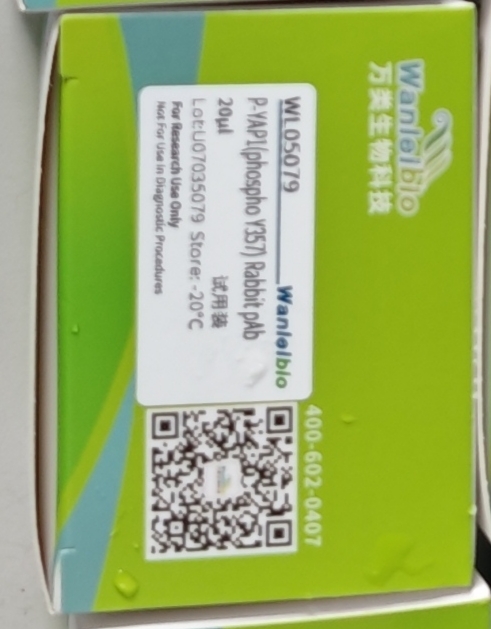 Wanleibio
万类生物科技
WL05079
Wanleibio
P-YAP1(phospho Y357) Rabbit pAb
20μl
试用装
Lot:U07035079 Store: -20°C
For Research Use Only
Not For Use in Diagnostic Procedures
400-602-0407